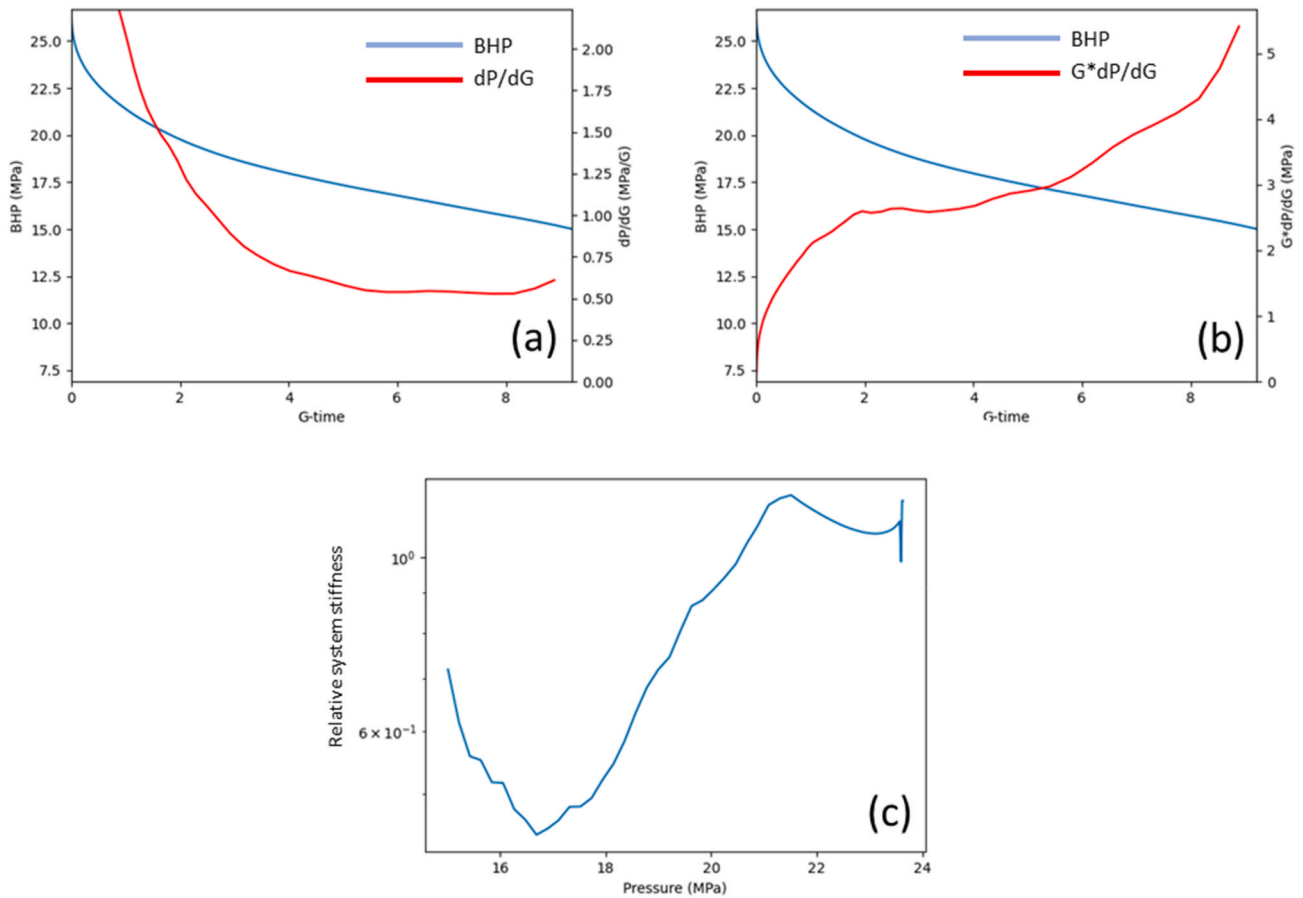 BHP
dP/dG
25.0
22.5
20.0
17.5
15.0
12.5
10.0
7.5
BHP (MPa)
2.00
1.75
1.50
1.25
1.00
0.75
0.50
0.25
0.00
dP/dG (MPa/G)
(a)
0 2 4 6 8
G-time
BHP
G*dP/dG
25.0
22.5
20.0
17.5
15.0
12.5
10.0
7.5
BHP (MPa)
5
4
3
2
1
0
G*dP/dG (MPa)
(b)
0 2 4 6 8
G-time
Relative system stiffness
10⁰
6 × 10⁻¹
(c)
16 18 20 22 24
Pressure (MPa)